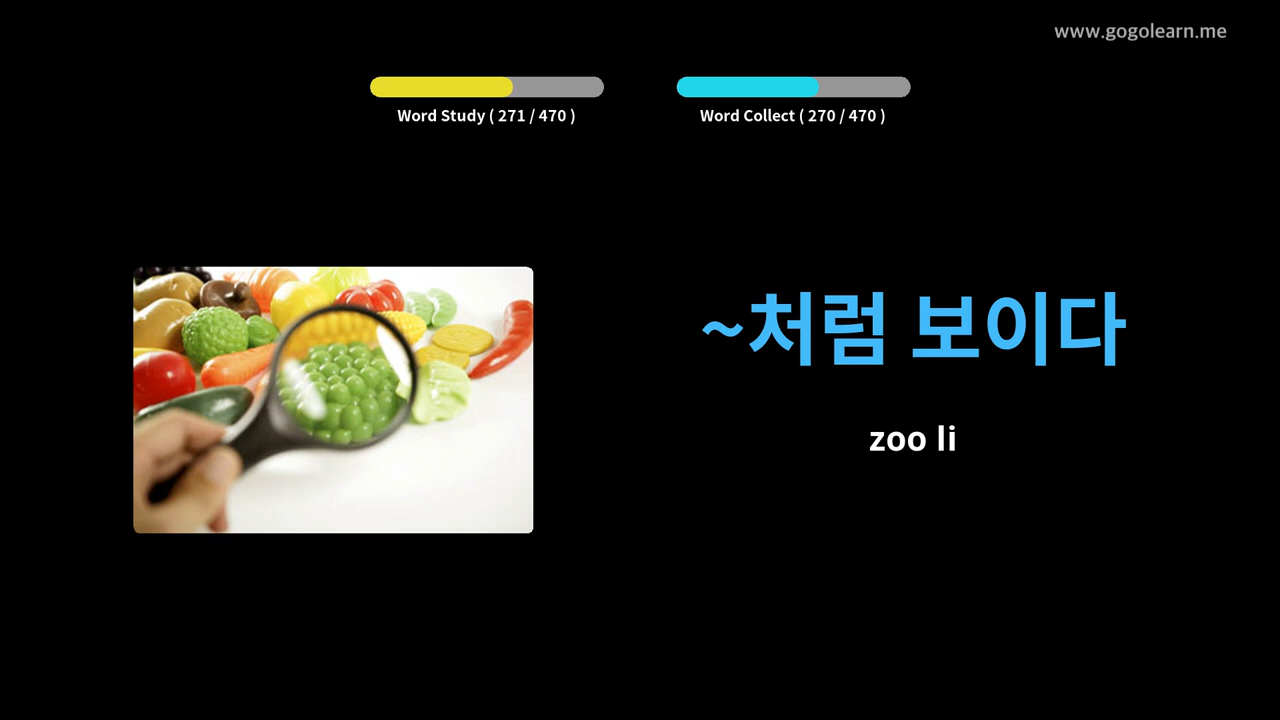 www.gogolearn.me
Word Study ( 271 / 470 )
Word Collect ( 270 / 470 )
~처럼 보이다
zoo li